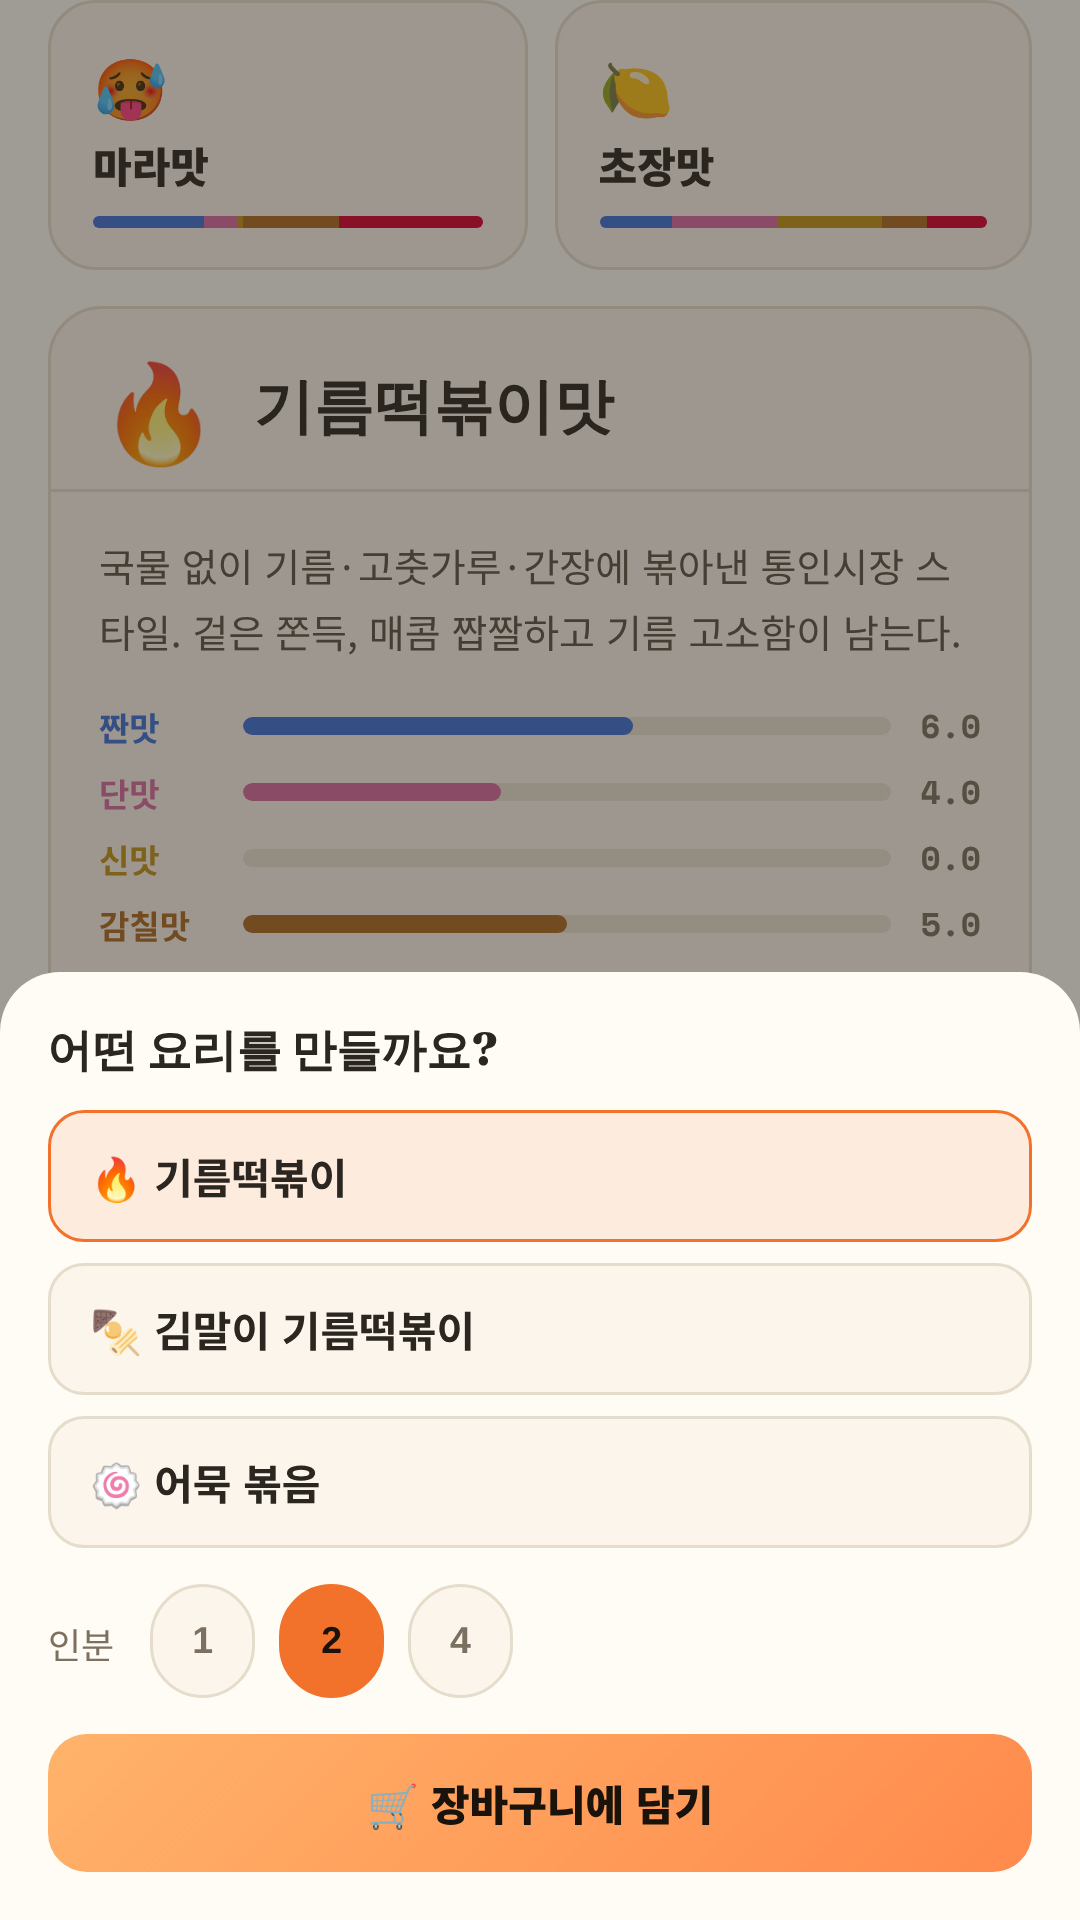 마라맛
초장맛
기름떡볶이맛
국물 없이 기름·고춧가루·간장에 볶아낸 통인시장 스
타일. 겉은 쫀득, 매콤 짭짤하고 기름 고소함이 남는다.
짠맛 6.0
단맛 4.0
신맛 0.0
감칠맛 5.0
어떤 요리를 만들까요?
🔥 기름떡볶이
🍢 김말이 기름떡볶이
🍥 어묵 볶음
인분 1 2 4
🛒 장바구니에 담기